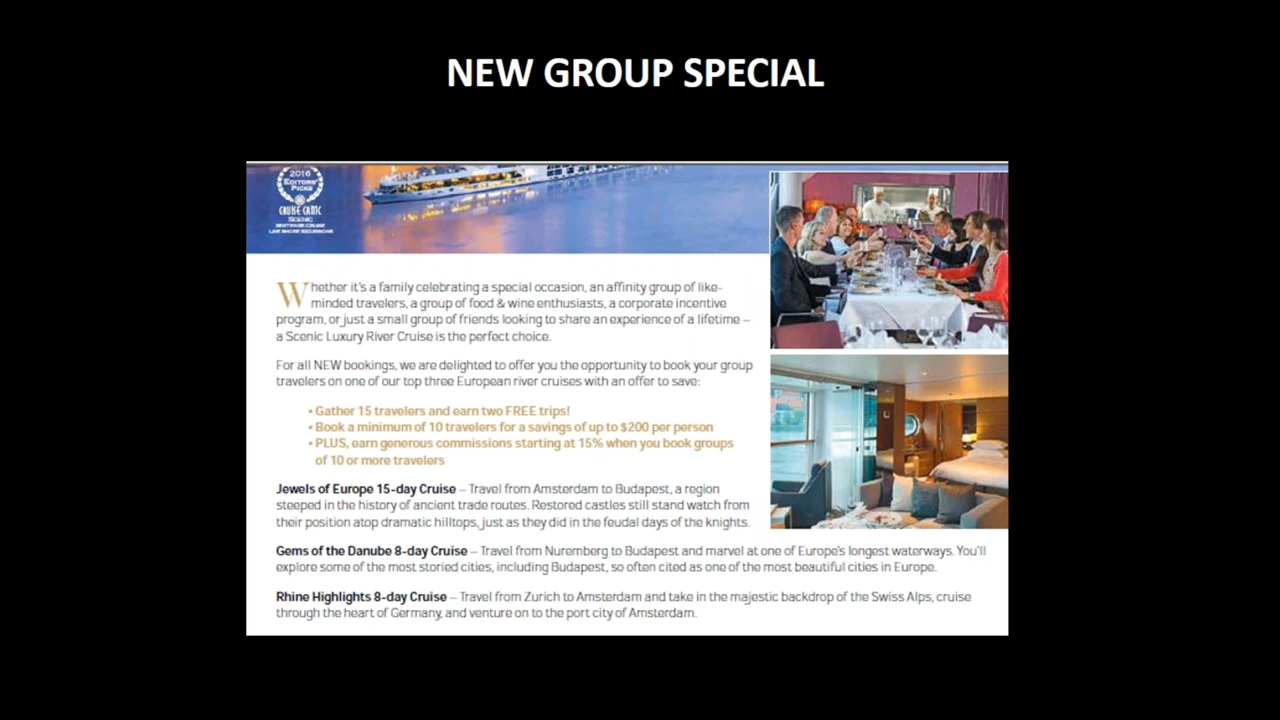 NEW GROUP SPECIAL
2016
EDITORS'
PICKS
CRUISE CRITIC
SCENIC
BEST RIVER CRUISE
LINE SHORE EXCURSIONS
Whether it's a family celebrating a special occasion, an affinity group of like-
minded travelers, a group of food & wine enthusiasts, a corporate incentive
program, or just a small group of friends looking to share an experience of a lifetime –
a Scenic Luxury River Cruise is the perfect choice.
For all NEW bookings, we are delighted to offer you the opportunity to book your group
travelers on one of our top three European river cruises with an offer to save:
• Gather 15 travelers and earn two FREE trips!
• Book a minimum of 10 travelers for a savings of up to $200 per person
• PLUS, earn generous commissions starting at 15% when you book groups
of 10 or more travelers
Jewels of Europe 15-day Cruise – Travel from Amsterdam to Budapest, a region
steeped in the history of ancient trade routes. Restored castles still stand watch from
their position atop dramatic hilltops, just as they did in the feudal days of the knights.
Gems of the Danube 8-day Cruise – Travel from Nuremberg to Budapest and marvel at one of Europe's longest waterways. You'll
explore some of the most storied cities, including Budapest, so often cited as one of the most beautiful cities in Europe.
Rhine Highlights 8-day Cruise – Travel from Zurich to Amsterdam and take in the majestic backdrop of the Swiss Alps, cruise
through the heart of Germany, and venture on to the port city of Amsterdam.